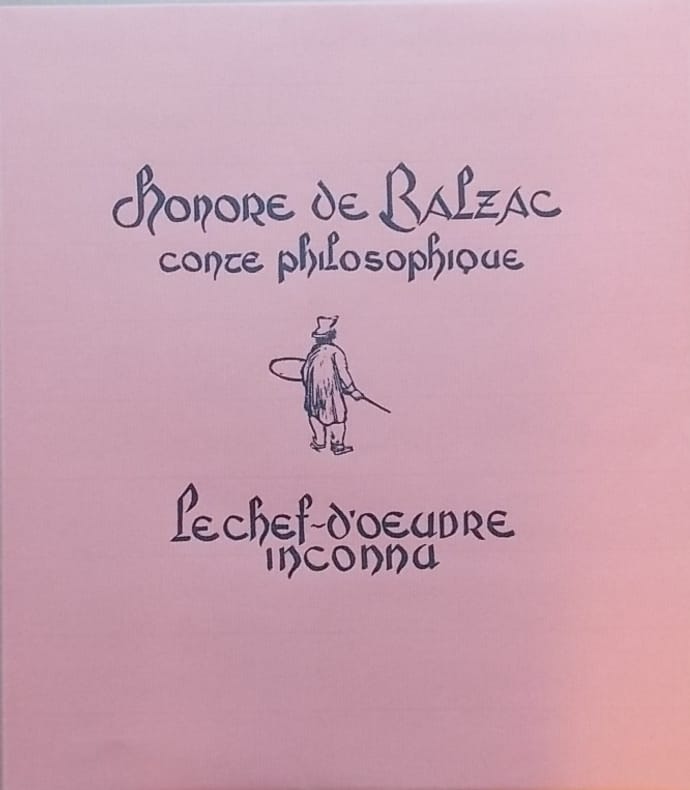 honore de Balzac
conte philosophique
Le chef-d'oeuvre
inconnu